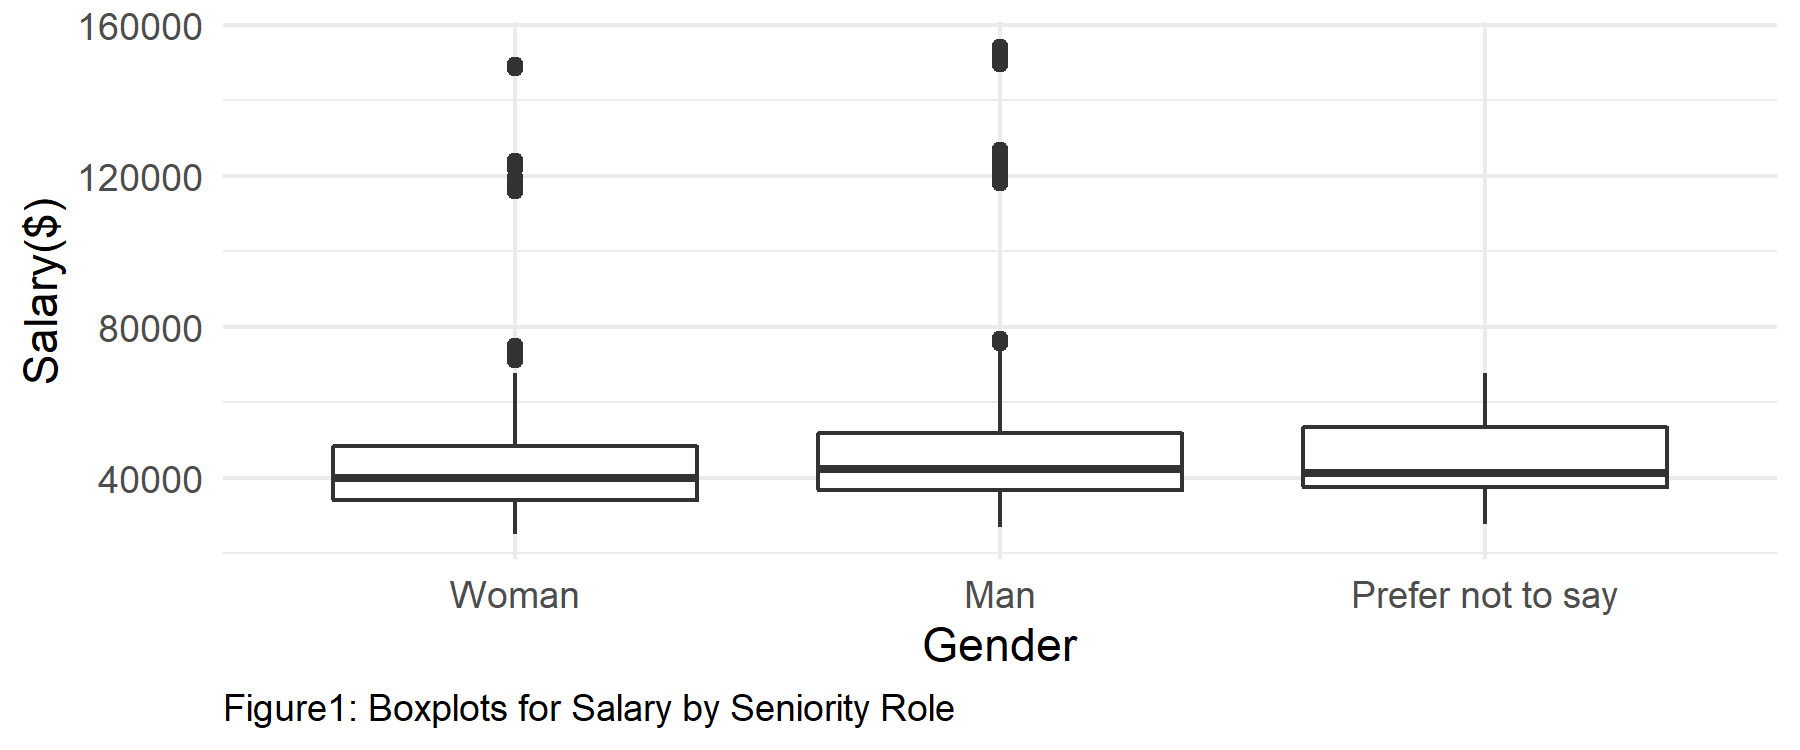 160000
120000
80000
40000
Salary($)
Woman
Man
Prefer not to say
Gender
Figure1: Boxplots for Salary by Seniority Role